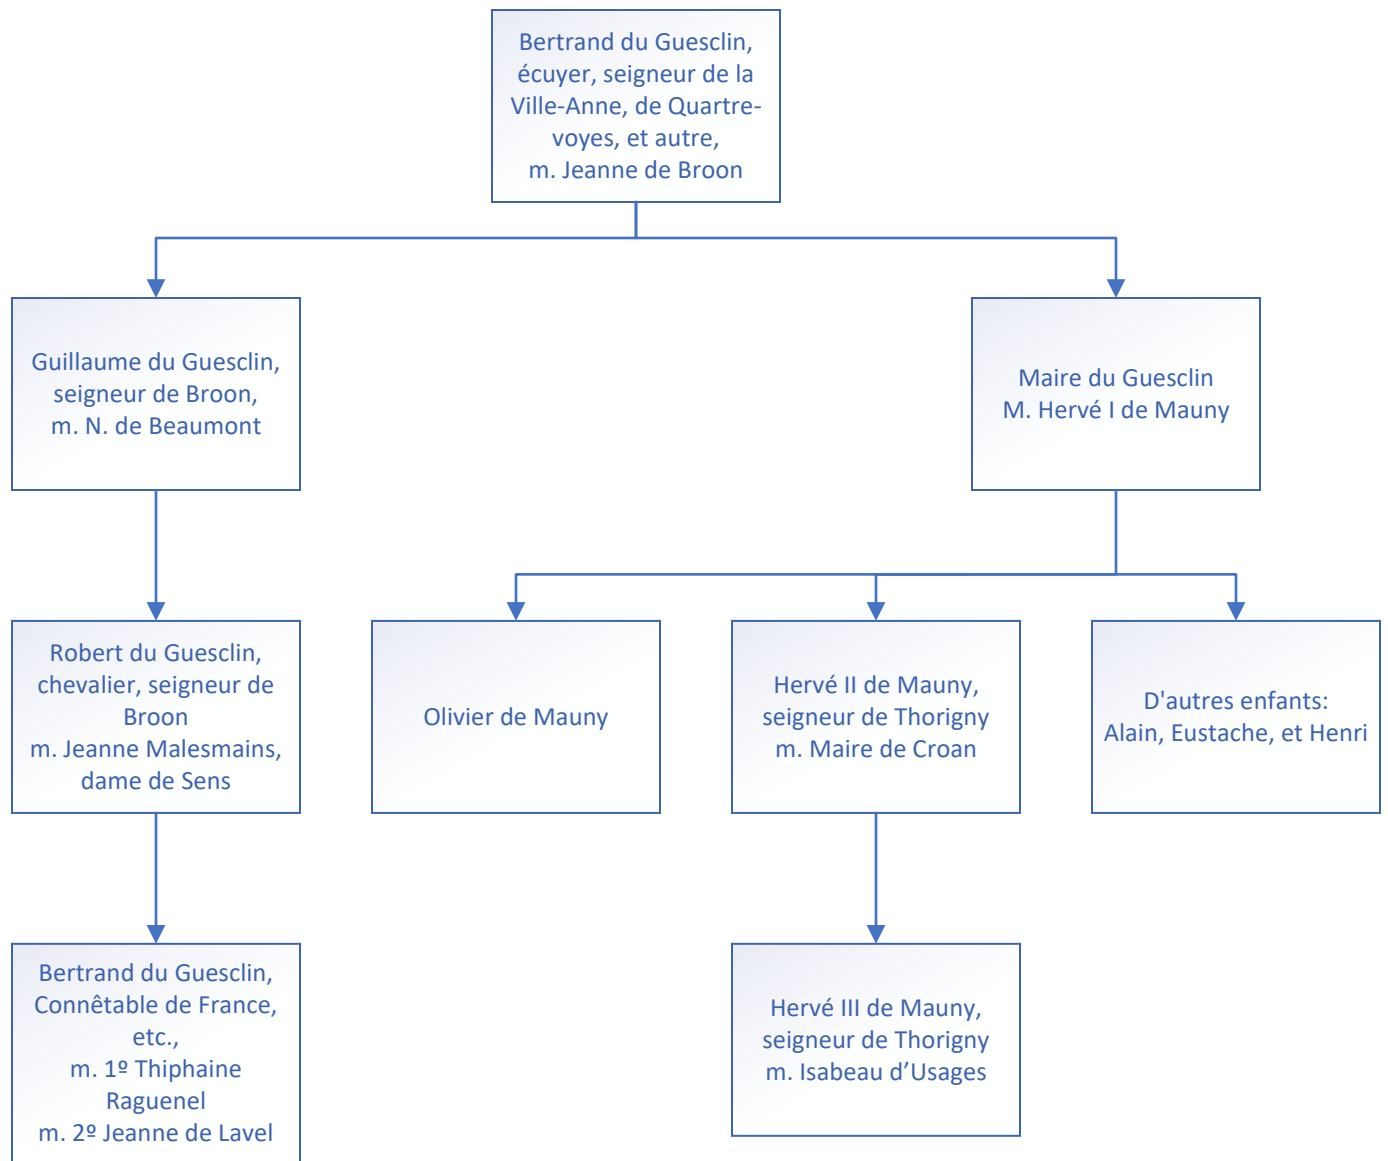 Bertrand du Guesclin,
écuyer, seigneur de la
Ville-Anne, de Quartre-
voyes, et autre,
m. Jeanne de Broon
Guillaume du Guesclin,
seigneur de Broon,
m. N. de Beaumont
Maire du Guesclin
M. Hervé I de Mauny
Robert du Guesclin,
chevalier, seigneur de
Broon
m. Jeanne Malesmains,
dame de Sens
Olivier de Mauny
Hervé II de Mauny,
seigneur de Thorigny
m. Maire de Croan
D'autres enfants:
Alain, Eustache, et Henri
Bertrand du Guesclin,
Connêtable de France,
etc.,
m. 1º Thiphaine
Raguenel
m. 2º Jeanne de Lavel
Hervé III de Mauny,
seigneur de Thorigny
m. Isabeau d’Usages